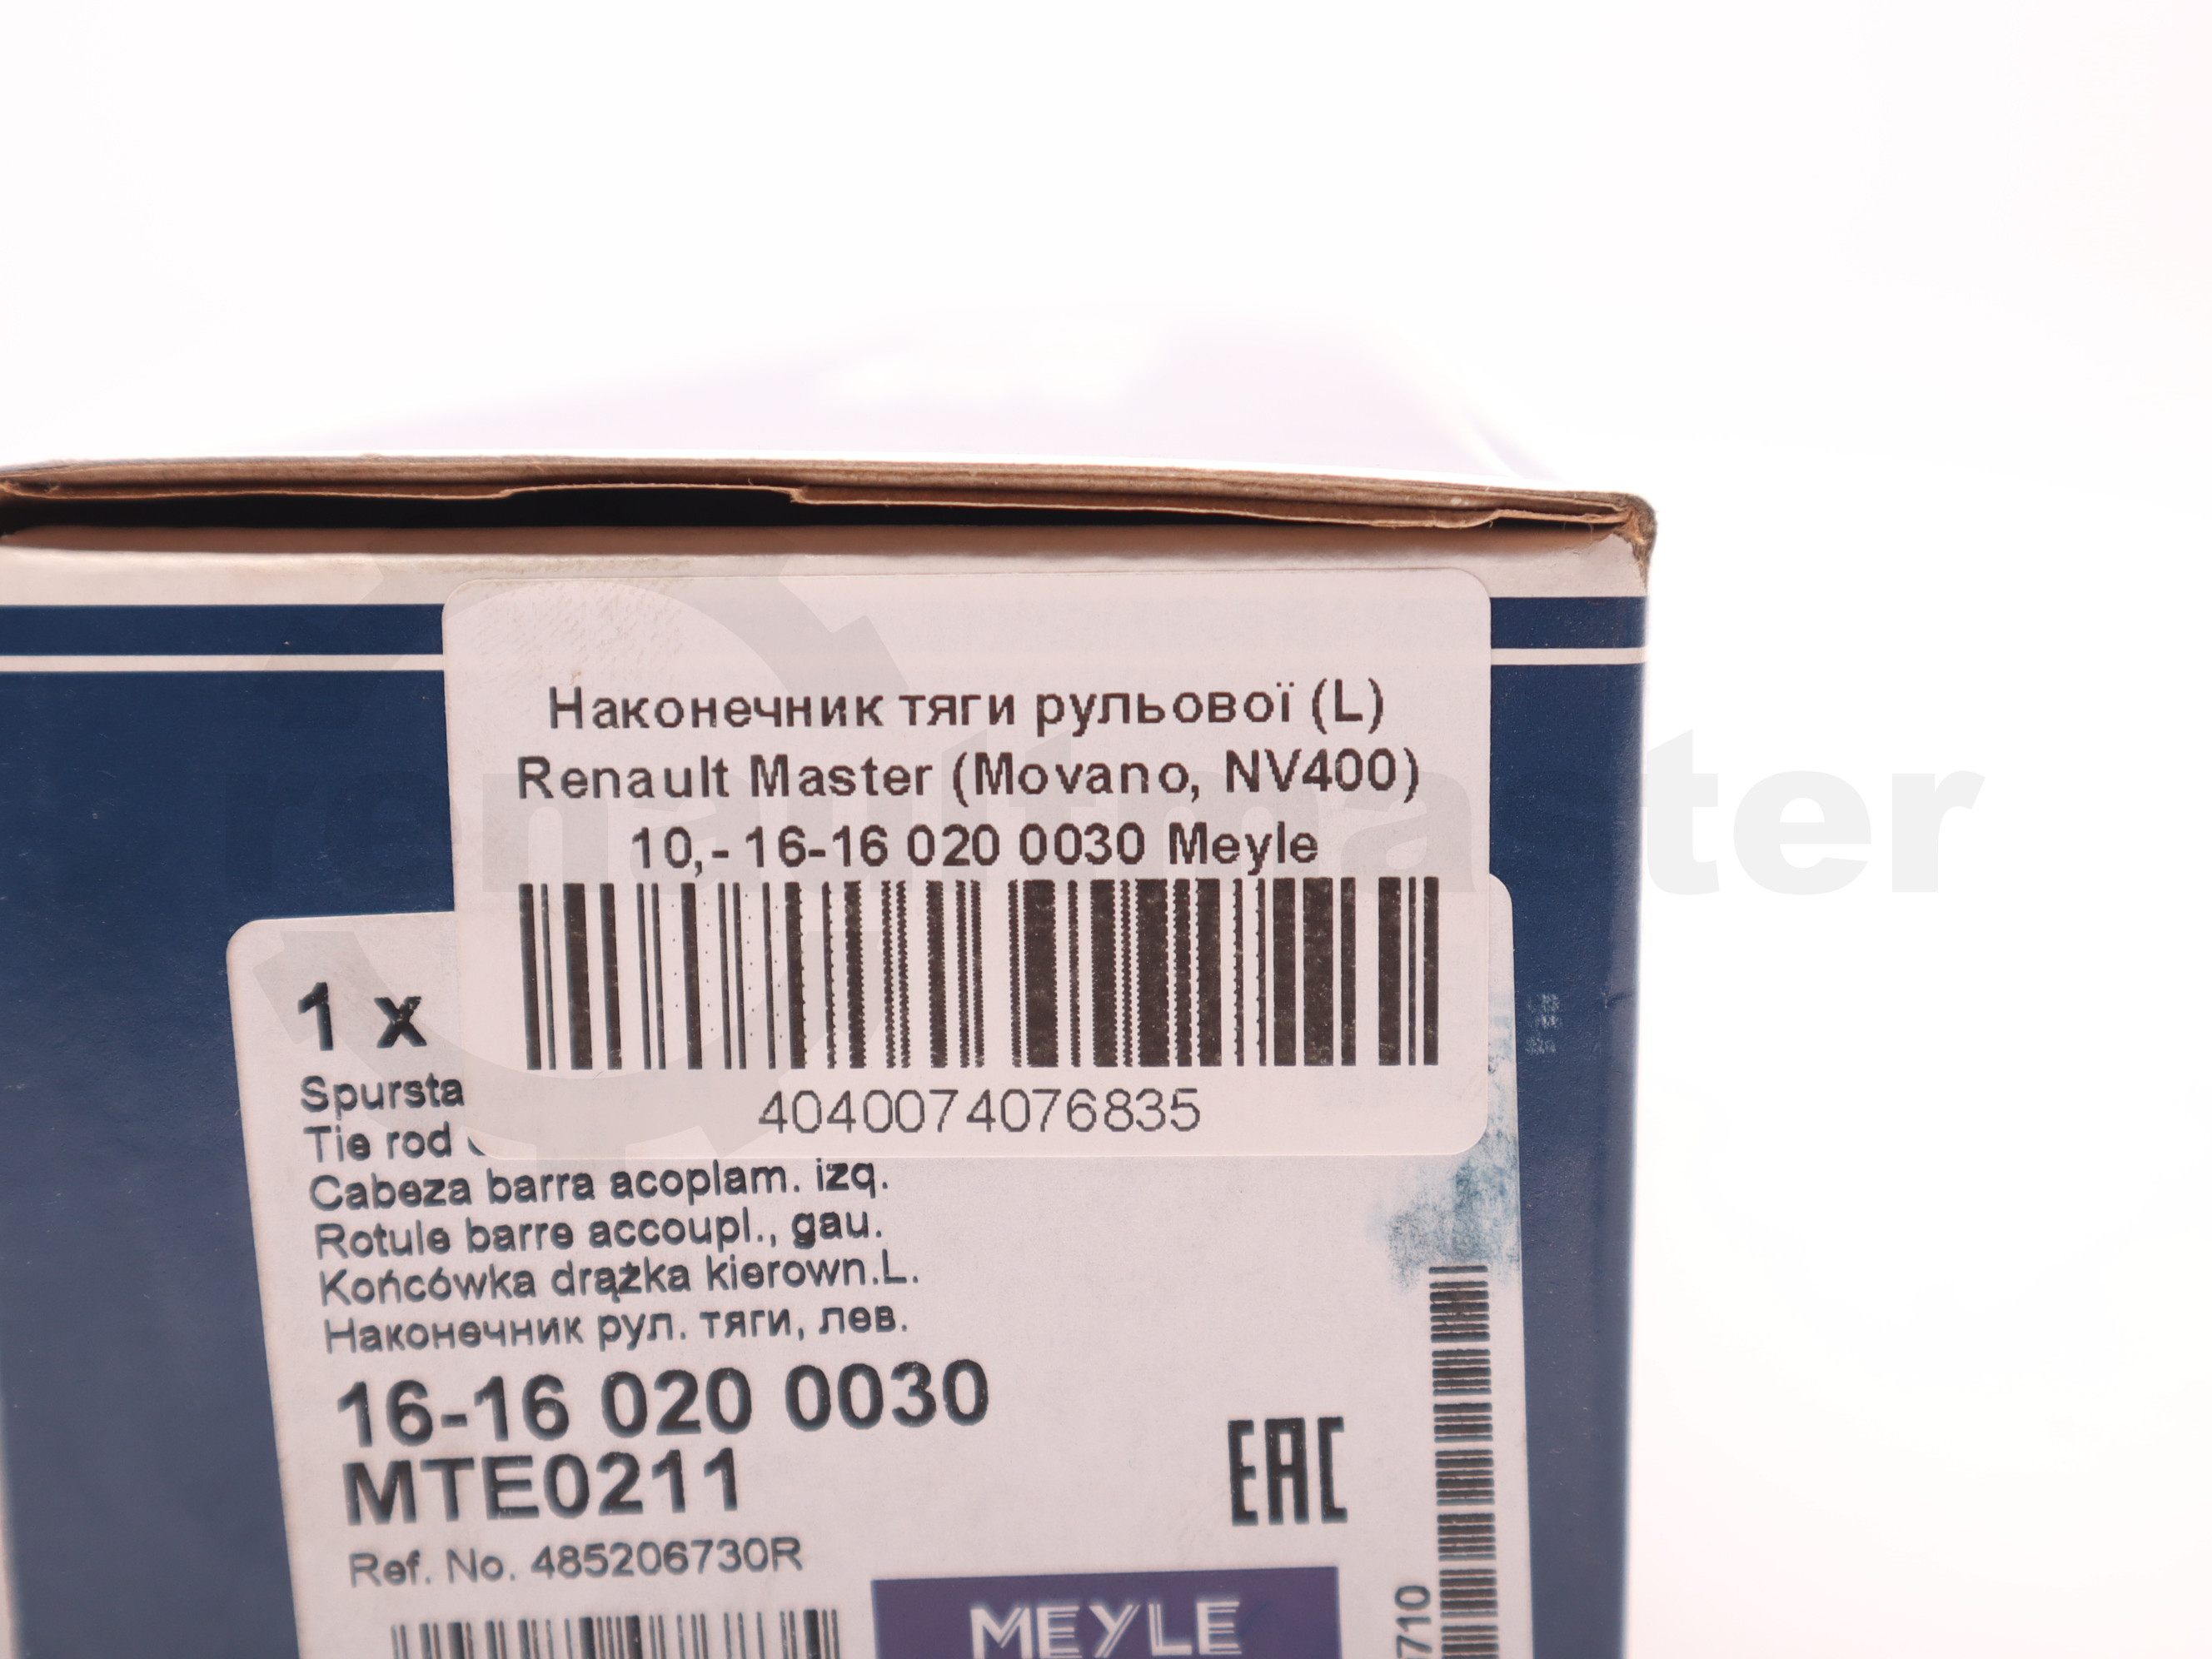 Наконечник тяги рульової (L)
Renault Master (Movano, NV400)
10,- 16-16 020 0030 Meyle
4040074076835
1 x
Spursta
Tie rod
Cabeza barra acoplam. izq.
Rotule barre accoupl., gau.
Końcówka drążka kierown.L.
Наконечник рул. тяги, лев.
16-16 020 0030
MTE0211
Ref. No. 485206730R
EAC
MEYLE
710
renaultmaster